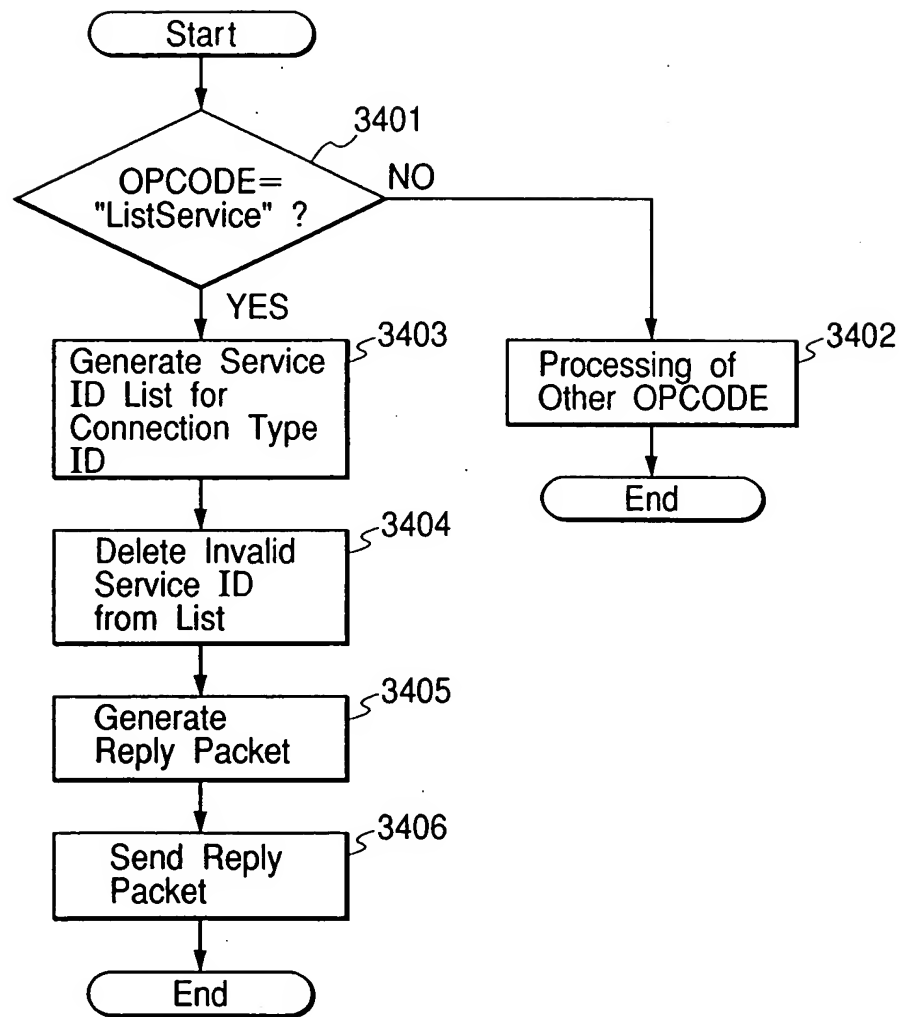 Start
3401
OPCODE=
"ListService" ?
NO
YES
3403
Generate Service
ID List for
Connection Type
ID
3402
Processing of
Other OPCODE
End
3404
Delete Invalid
Service ID
from List
3405
Generate
Reply Packet
3406
Send Reply
Packet
End